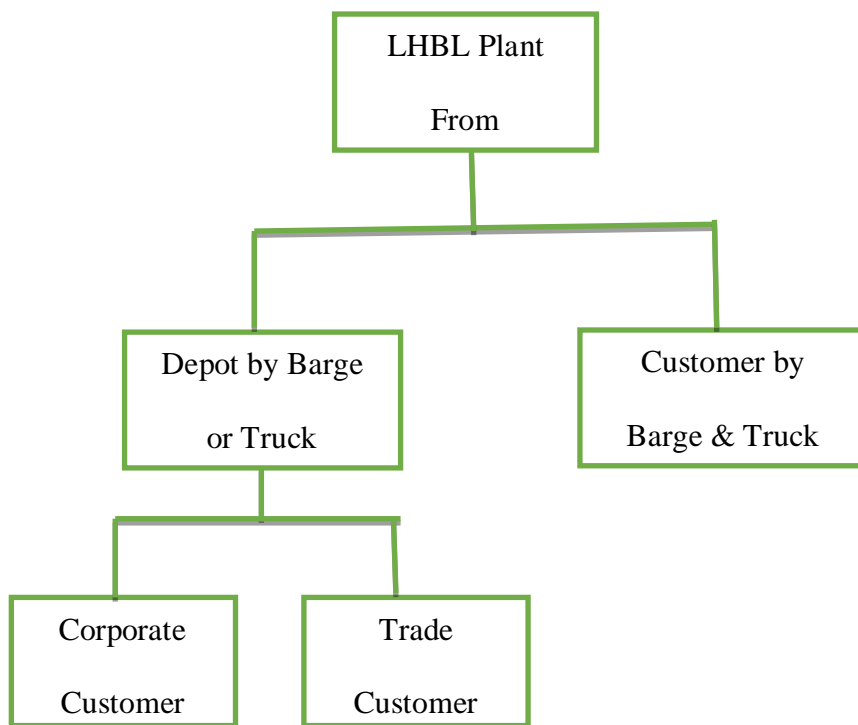 LHBL Plant
From
Depot by Barge
or Truck
Customer by
Barge & Truck
Corporate
Customer
Trade
Customer